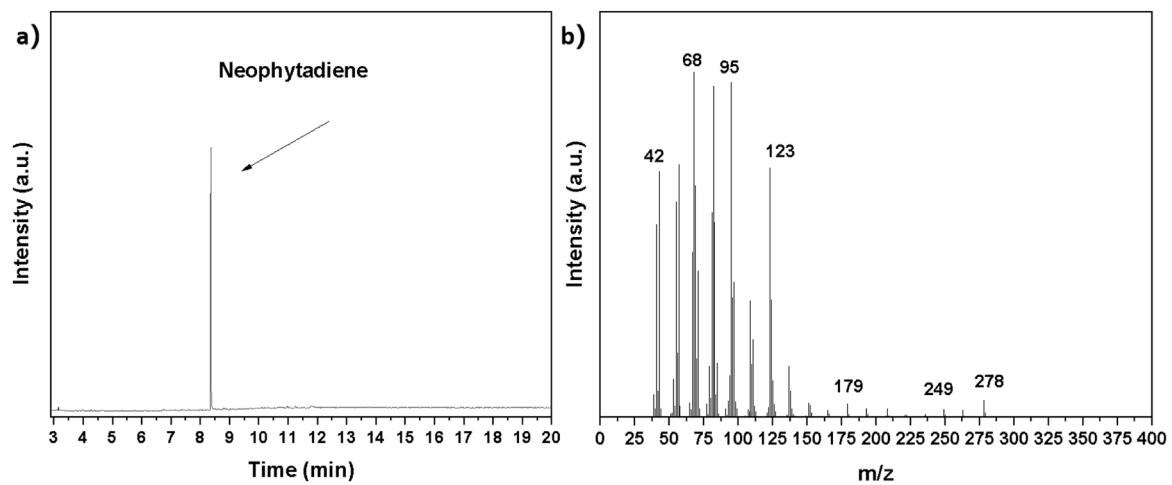 a)
Neophytadiene
Intensity (a.u.)
3 4 5 6 7 8 9 10 11 12 13 14 15 16 17 18 19 20
Time (min)
b)
68
95
42
123
179
249
278
Intensity (a.u.)
0 25 50 75 100 125 150 175 200 225 250 275 300 325 350 375 400
m/z